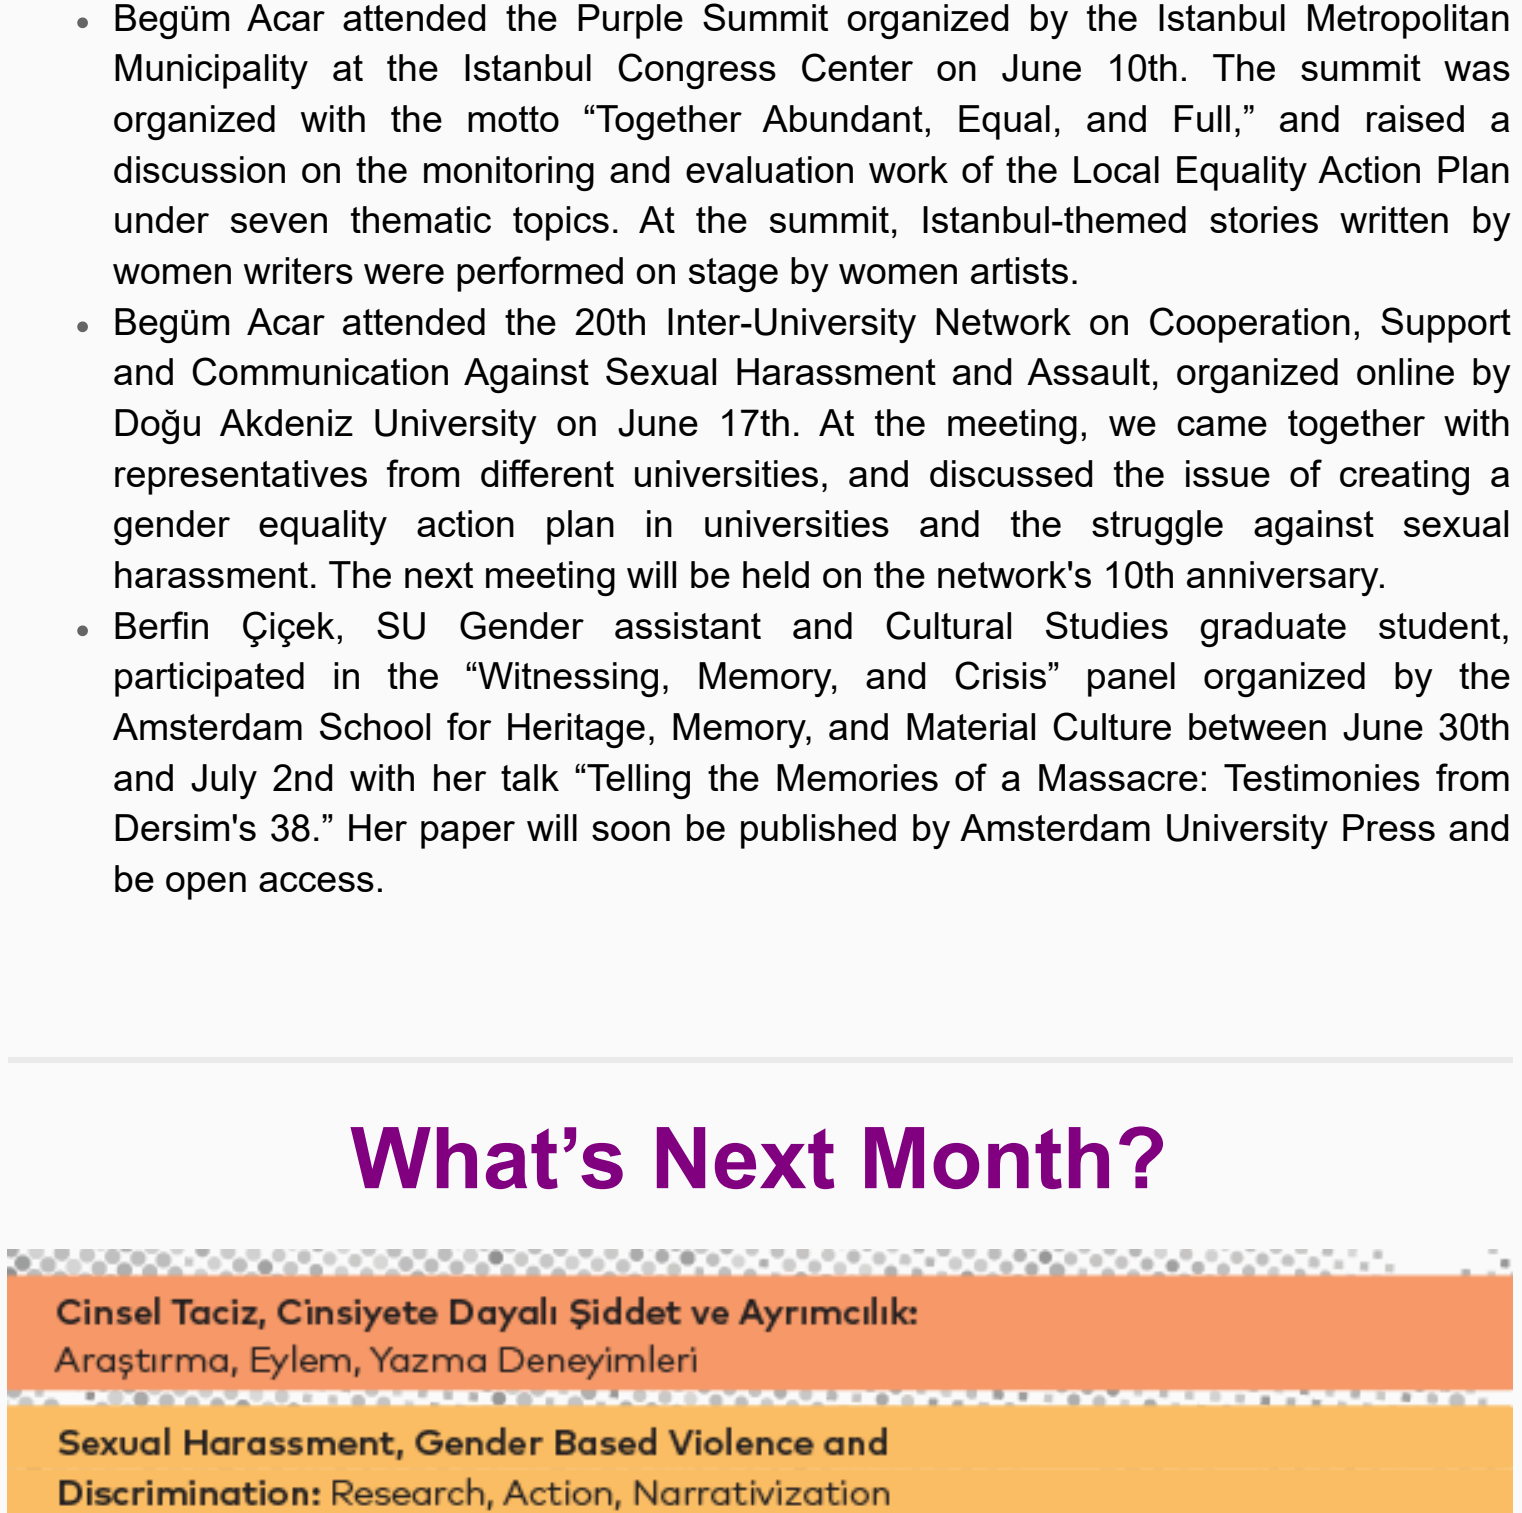 Begüm Acar attended the Purple Summit organized by the Istanbul Metropolitan
Municipality at the Istanbul Congress Center on June 10th. The summit was
organized with the motto “Together Abundant, Equal, and Full,” and raised a
discussion on the monitoring and evaluation work of the Local Equality Action Plan
under seven thematic topics. At the summit, Istanbul-themed stories written by
women writers were performed on stage by women artists.
Begüm Acar attended the 20th Inter-University Network on Cooperation, Support
and Communication Against Sexual Harassment and Assault, organized online by
Doğu Akdeniz University on June 17th. At the meeting, we came together with
representatives from different universities, and discussed the issue of creating a
gender equality action plan in universities and the struggle against sexual
harassment. The next meeting will be held on the network's 10th anniversary.
Berfin Çiçek, SU Gender assistant and Cultural Studies graduate student,
participated in the “Witnessing, Memory, and Crisis” panel organized by the
Amsterdam School for Heritage, Memory, and Material Culture between June 30th
and July 2nd with her talk “Telling the Memories of a Massacre: Testimonies from
Dersim's 38.” Her paper will soon be published by Amsterdam University Press and
be open access.
What’s Next Month?
Cinsel Taciz, Cinsiyete Dayalı Şiddet ve Ayrımcılık:
Araştırma, Eylem, Yazma Deneyimleri
Sexual Harassment, Gender Based Violence and
Discrimination: Research, Action, Narrativization